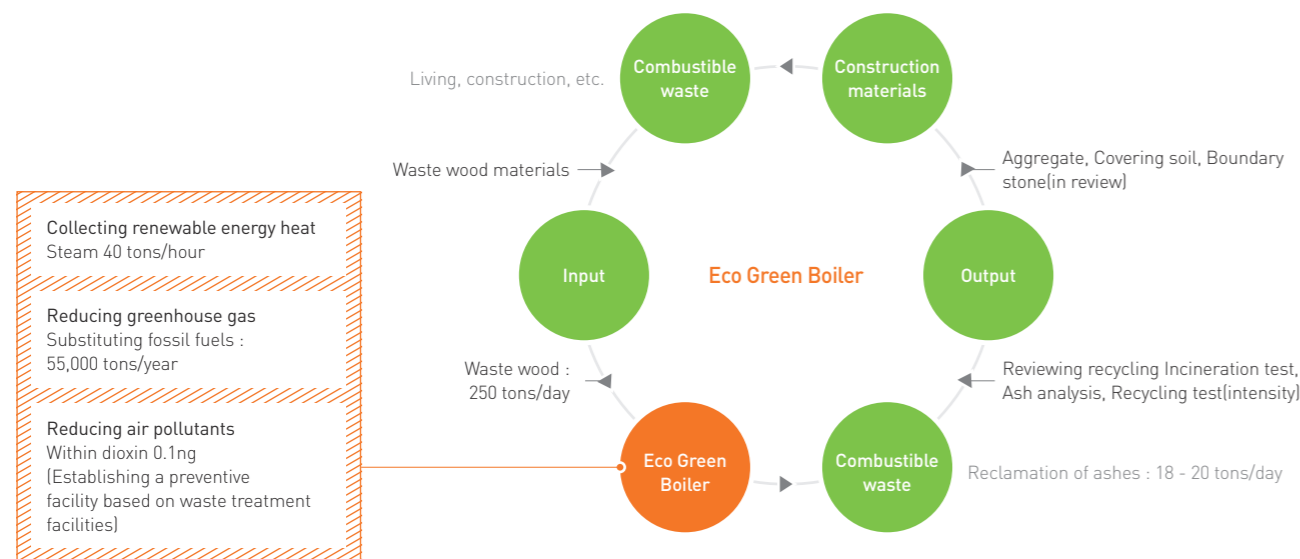 Combustible
waste
Construction
materials
Living, construction, etc.
Waste wood materials
Aggregate, Covering soil, Boundary
stone(in review)
Collecting renewable energy heat
Steam 40 tons/hour
Reducing greenhouse gas
Substituting fossil fuels :
55,000 tons/year
Reducing air pollutants
Within dioxin 0.1ng
(Establishing a preventive
facility based on waste treatment
facilities)
Input
Eco Green Boiler
Output
Waste wood :
250 tons/day
Reviewing recycling Incineration test,
Ash analysis, Recycling test(intensity)
Eco Green
Boiler
Combustible
waste
Reclamation of ashes : 18 - 20 tons/day